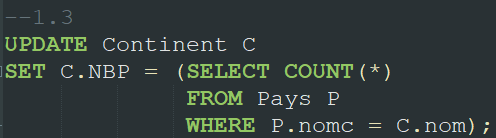 --1.3
UPDATE Continent C
SET C.NBP = (SELECT COUNT(*)
FROM Pays P
WHERE P.nomc = C.nom);